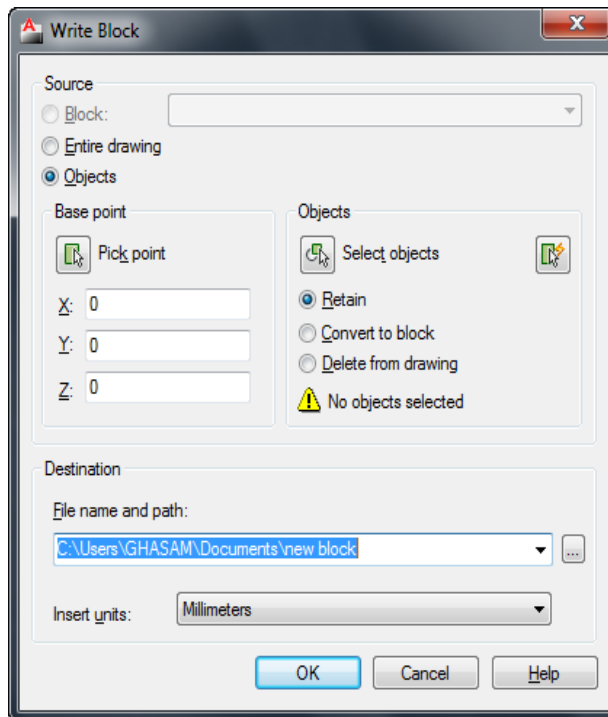 Write Block
Source
Block:
Entire drawing
Objects
Base point
Pick point
X: 0
Y: 0
Z: 0
Objects
Select objects
Retain
Convert to block
Delete from drawing
No objects selected
Destination
File name and path:
C:\Users\GHASAM\Documents\new block
...
Insert units: Millimeters
OK Cancel Help